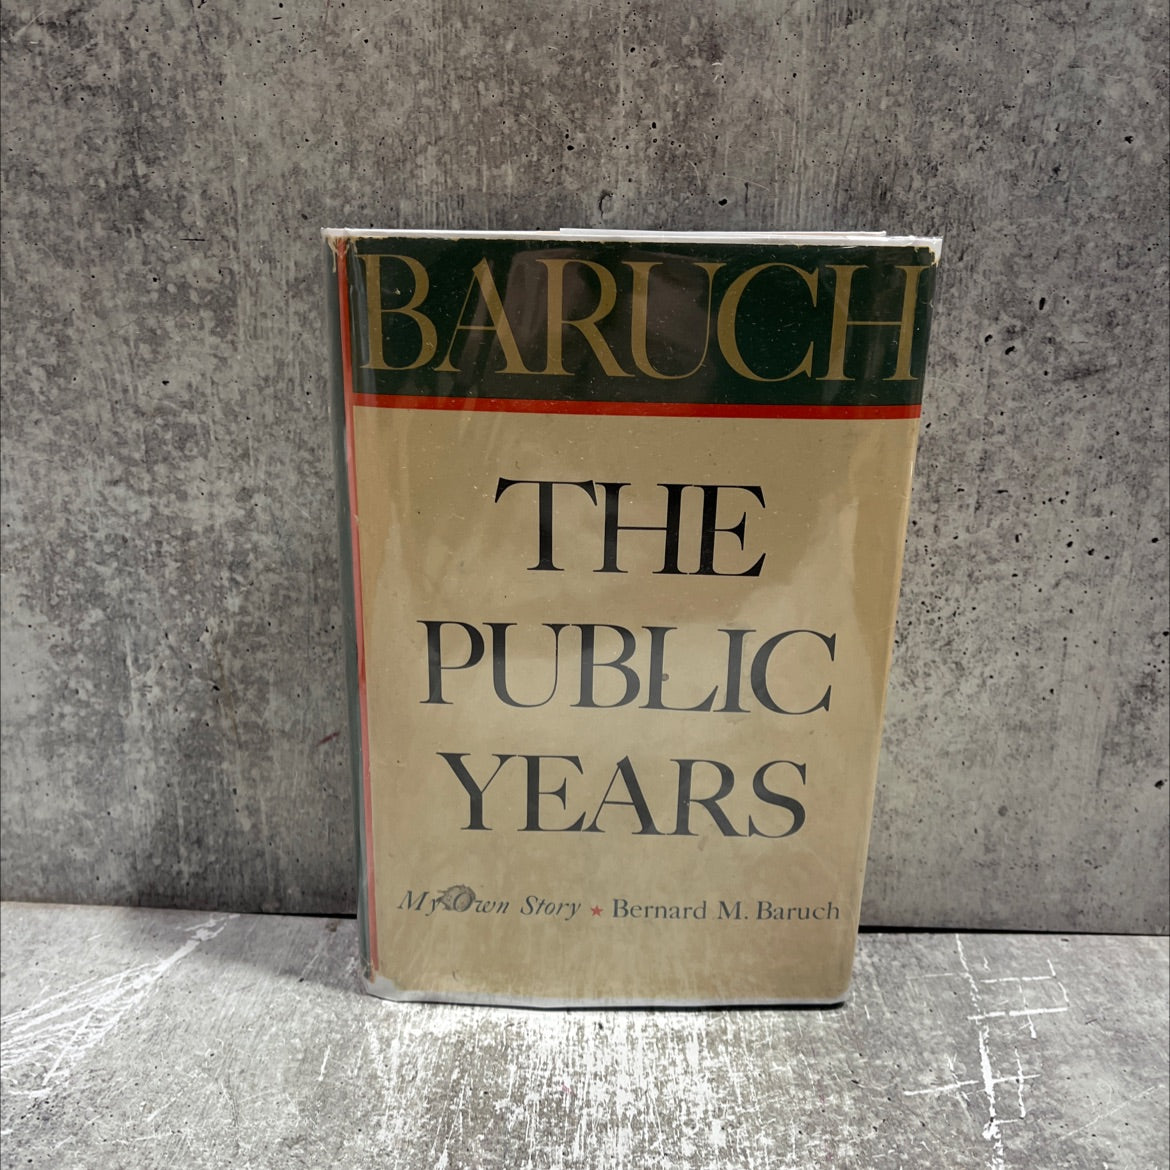 BARUCH
THE
PUBLIC
YEARS
My Own Story ★ Bernard M. Baruch